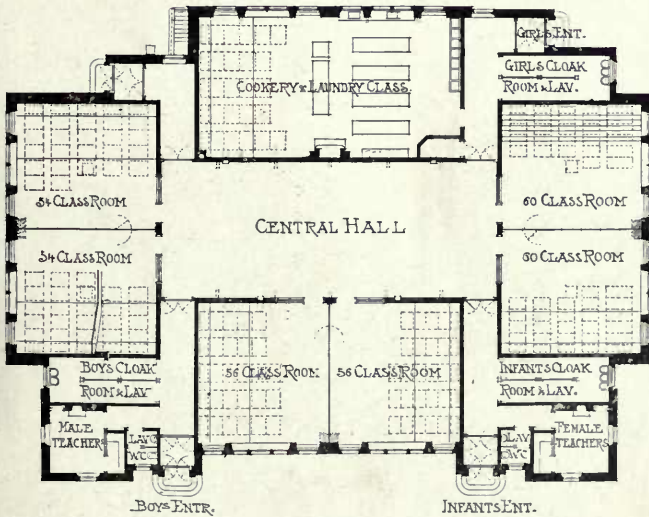 GIRLS ENT.
GIRLS CLOAK
ROOM & LAV.
COOKERY & LAUNDRY CLASS.
54 CLASS ROOM
60 CLASS ROOM
CENTRAL HALL
54 CLASS ROOM
60 CLASS ROOM
BOYS CLOAK
ROOM & LAV
56 CLASS ROOM
56 CLASS ROOM
INFANTS CLOAK
ROOM & LAV.
MALE
TEACHERS
LAV
WC
LAV
WC
FEMALE
TEACHERS
BOYS ENTR.
INFANTS ENT.